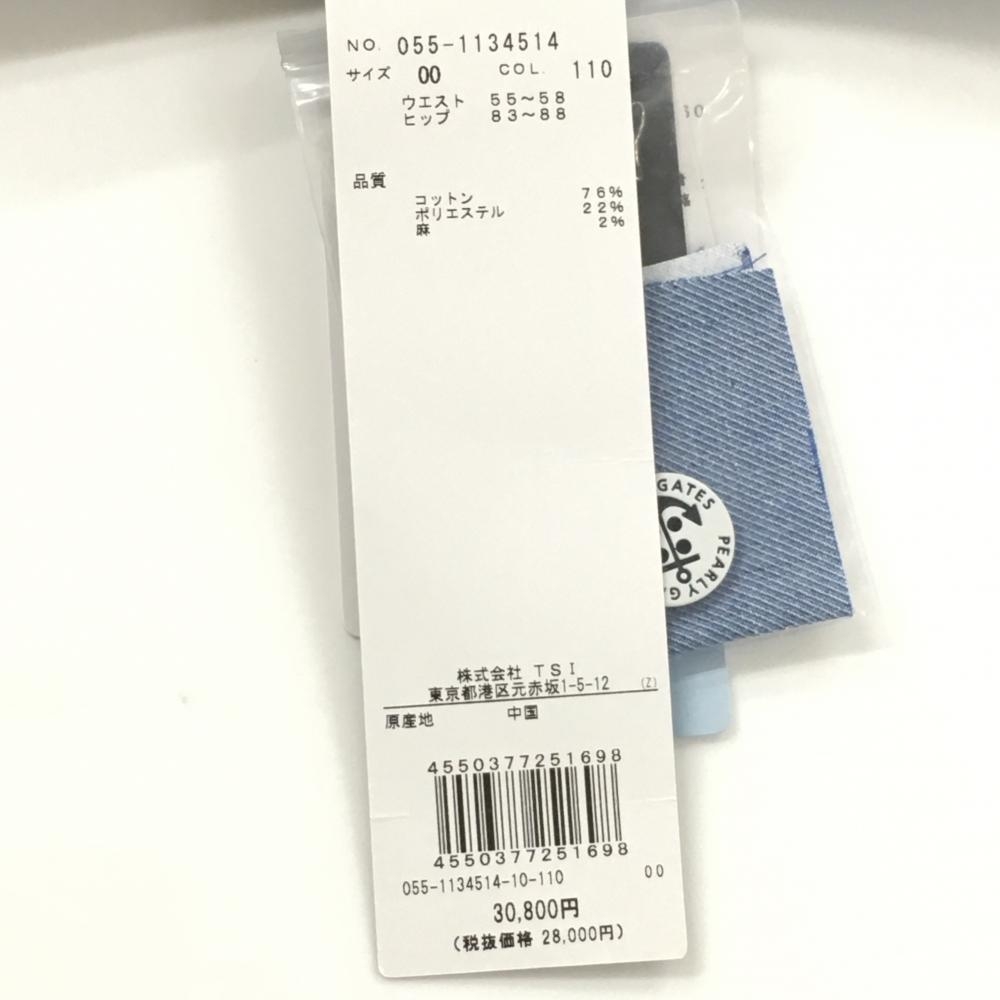 NO. 055-1134514
サイズ 00 COL. 110
ウエスト 55~58
ヒップ 83~88
品質
コットン 76%
ポリエステル 22%
麻 2%
株式会社 TSI
東京都港区元赤坂1-5-12 (Z)
原産地 中国
4550377251698
4550377251698
055-1134514-10-110 00
30,800円
(税抜価格 28,000円)
GATES PEARLY GA